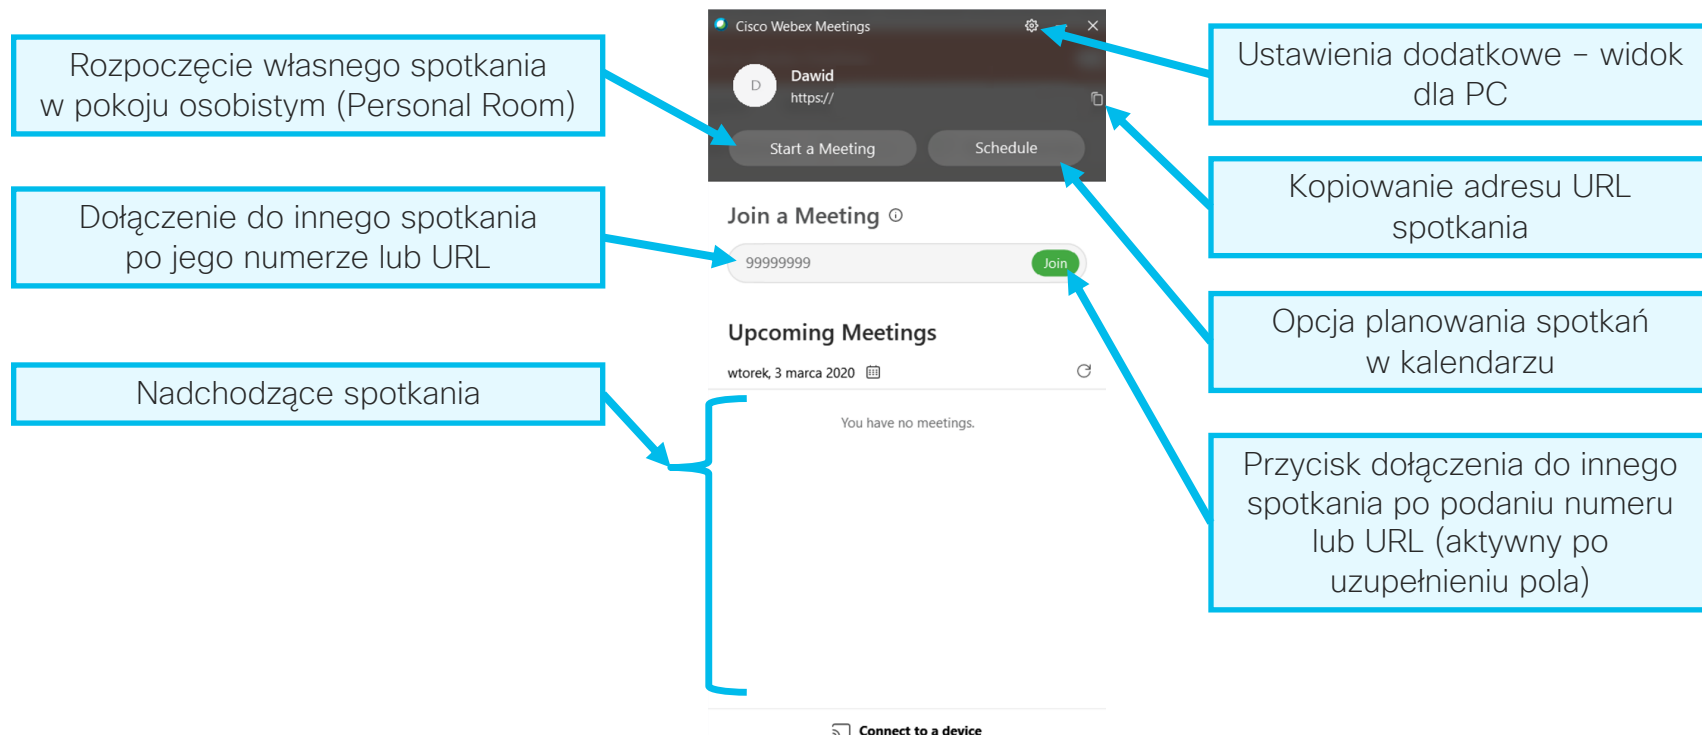 Rozpoczęcie własnego spotkania
w pokoju osobistym (Personal Room)
Dołączenie do innego spotkania
po jego numerze lub URL
Nadchodzące spotkania
Cisco Webex Meetings
D
Dawid
https://
Start a Meeting
Schedule
Join a Meeting
99999999
Join
Upcoming Meetings
wtorek, 3 marca 2020
You have no meetings.
Connect to a device
Ustawienia dodatkowe – widok
dla PC
Kopiowanie adresu URL
spotkania
Opcja planowania spotkań
w kalendarzu
Przycisk dołączenia do innego
spotkania po podaniu numeru
lub URL (aktywny po
uzupełnieniu pola)